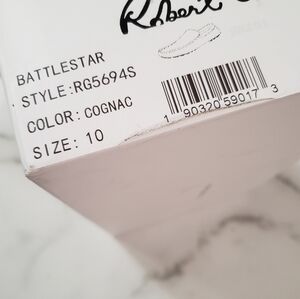 Robert
BATTLESTAR
STYLE:RG5694S
COLOR: COGNAC
SIZE: 10
1 90320 59017 3